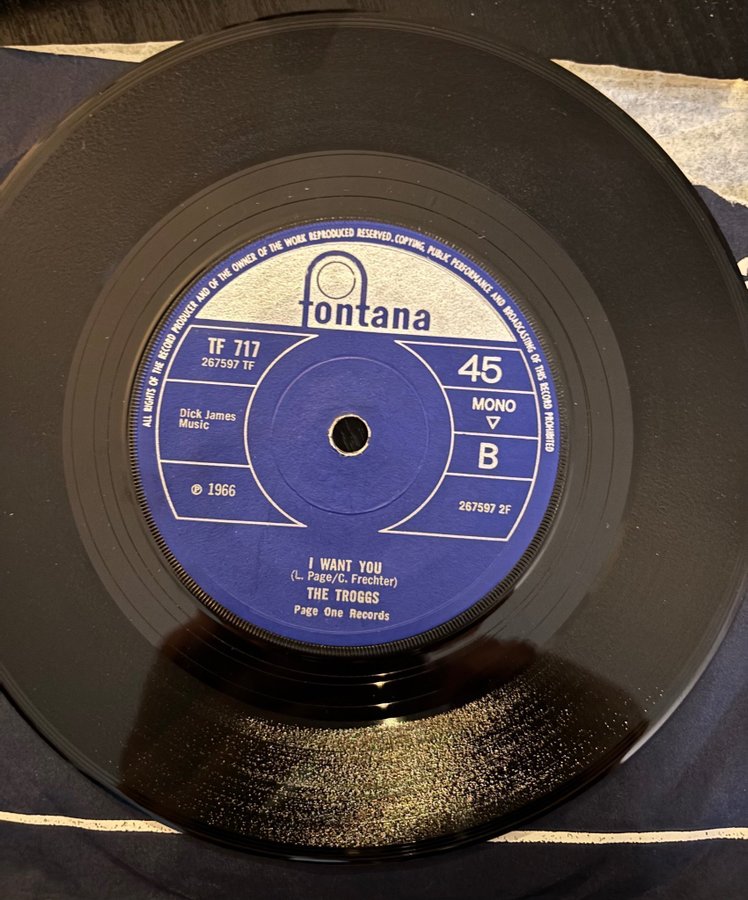 ALL RIGHTS OF THE RECORD PRODUCER AND OF THE OWNER OF THE WORK REPRODUCED RESERVED. COPYING, PUBLIC PERFORMANCE AND BROADCASTING OF THIS RECORD PROHIBITED
fontana
TF 717
267597 TF
Dick James
Music
℗ 1966
45
MONO
B
267597 2F
I WANT YOU
(L. Page/C. Frechter)
THE TROGGS
Page One Records